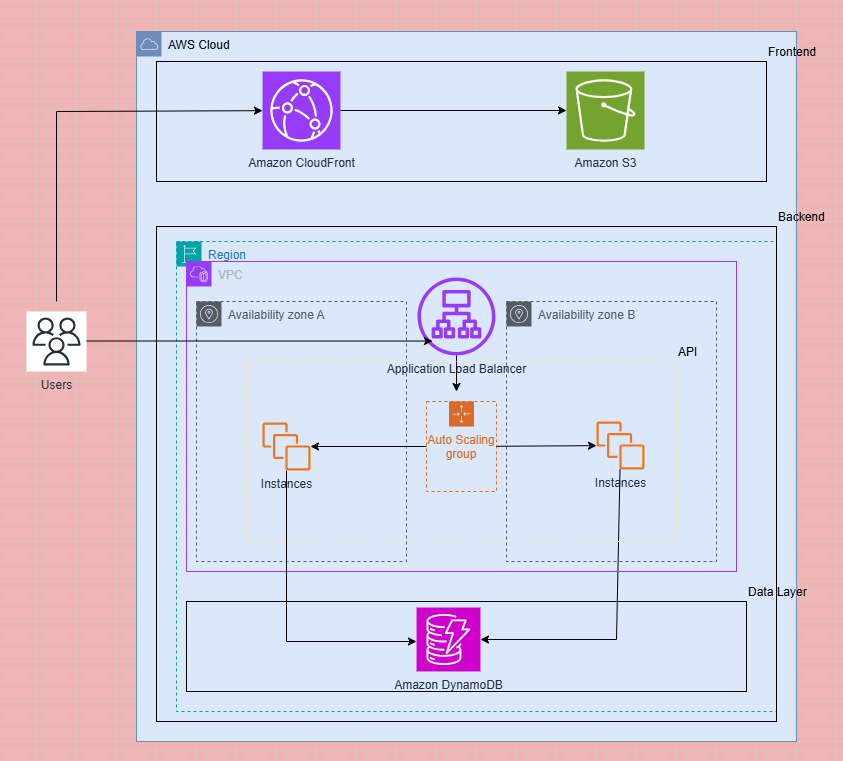 AWS Cloud
Frontend
Amazon CloudFront
Amazon S3
Backend
Region
VPC
Availability zone A
Availability zone B
API
Application Load Balancer
Users
Auto Scaling
group
Instances
Instances
Data Layer
Amazon DynamoDB